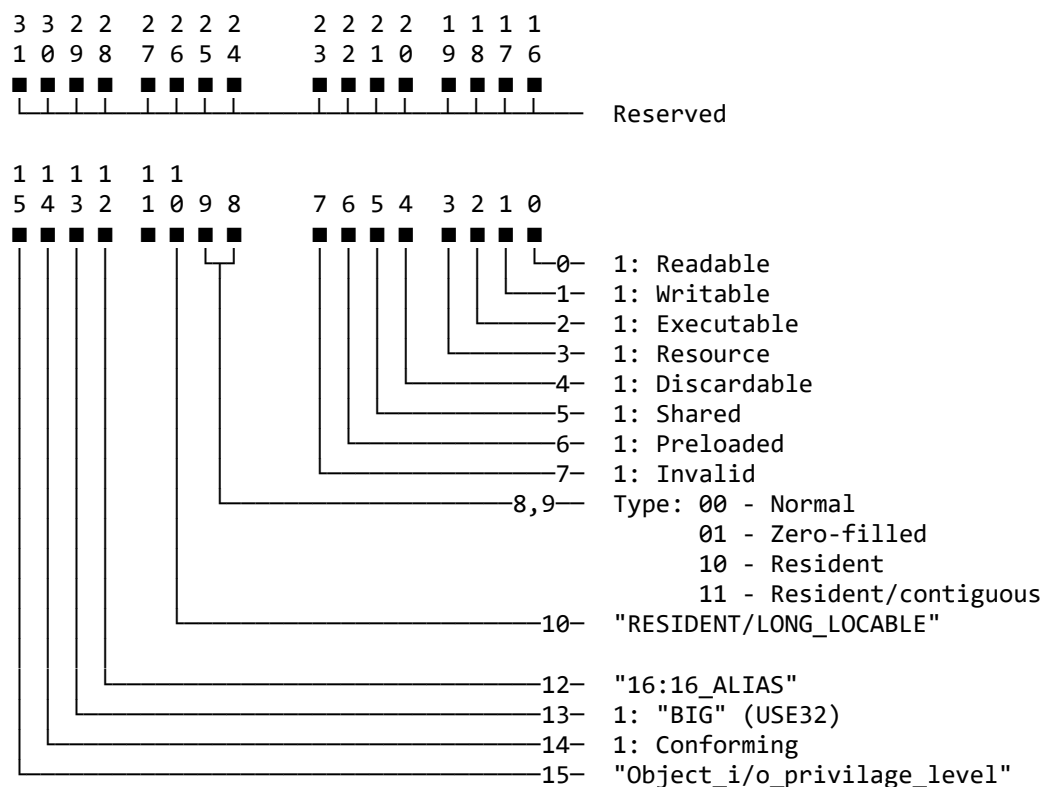 3 3 2 2 2 2 2 2 2 2 2 2 1 1 1 1
1 0 9 8 7 6 5 4 3 2 1 0 9 8 7 6
Reserved
1 1 1 1 1 1
5 4 3 2 1 0 9 8 7 6 5 4 3 2 1 0
0 1: Readable
1 1: Writable
2 1: Executable
3 1: Resource
4 1: Discardable
5 1: Shared
6 1: Preloaded
7 1: Invalid
8,9 Type: 00 - Normal
01 - Zero-filled
10 - Resident
11 - Resident/contiguous
10 "RESIDENT/LONG_LOCABLE"
12 "16:16_ALIAS"
13 1: "BIG" (USE32)
14 1: Conforming
15 "Object_i/o_privilage_level"